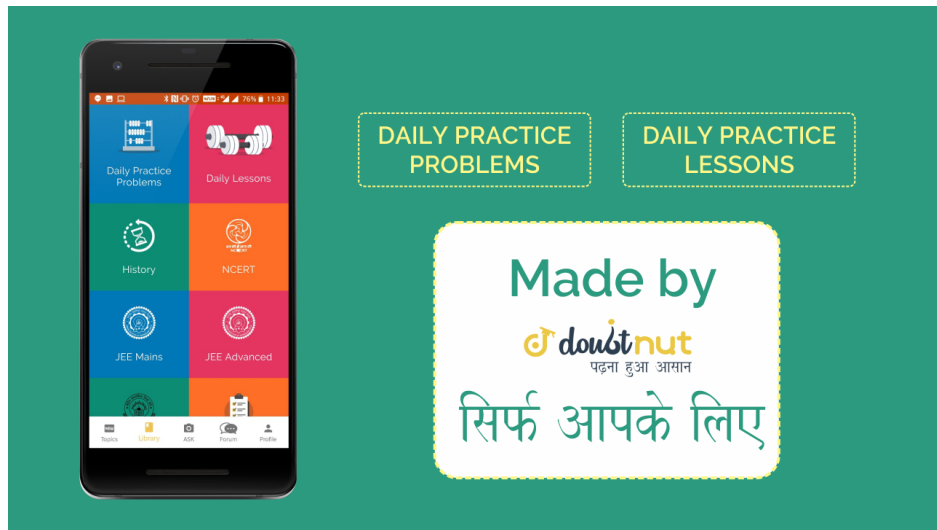 76% 11:33
Daily Practice
Problems
Daily Lessons
History
NCERT
JEE Mains
JEE Advanced
Topics
Library
ASK
Forum
Profile
DAILY PRACTICE
PROBLEMS
DAILY PRACTICE
LESSONS
Made by
doubtnut
पढ़ना हुआ आसान
सिर्फ आपके लिए